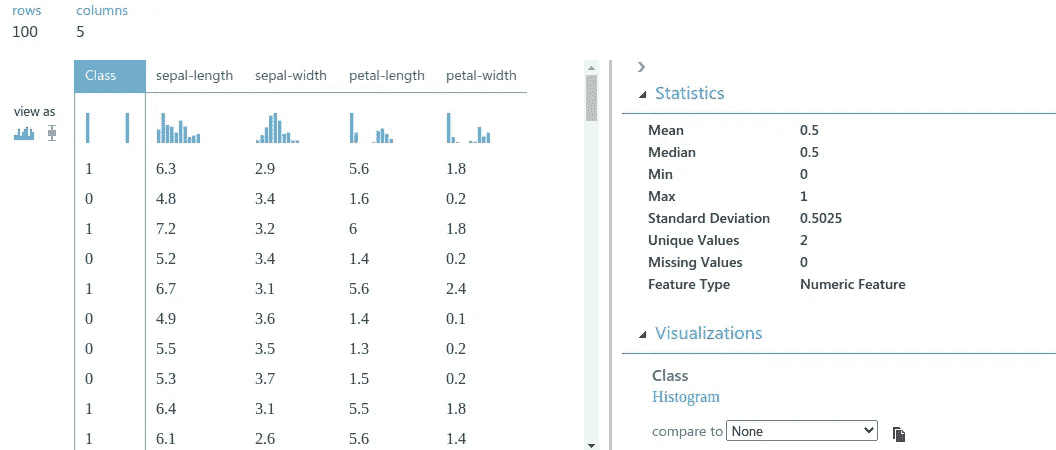 rows columns
100 5
Class sepal-length sepal-width petal-length petal-width
view as
1 6.3 2.9 5.6 1.8
0 4.8 3.4 1.6 0.2
1 7.2 3.2 6 1.8
0 5.2 3.4 1.4 0.2
1 6.7 3.1 5.6 2.4
0 4.9 3.6 1.4 0.1
0 5.5 3.5 1.3 0.2
0 5.3 3.7 1.5 0.2
1 6.4 3.1 5.5 1.8
1 6.1 2.6 5.6 1.4
Statistics
Mean 0.5
Median 0.5
Min 0
Max 1
Standard Deviation 0.5025
Unique Values 2
Missing Values 0
Feature Type Numeric Feature
Visualizations
Class
Histogram
compare to None